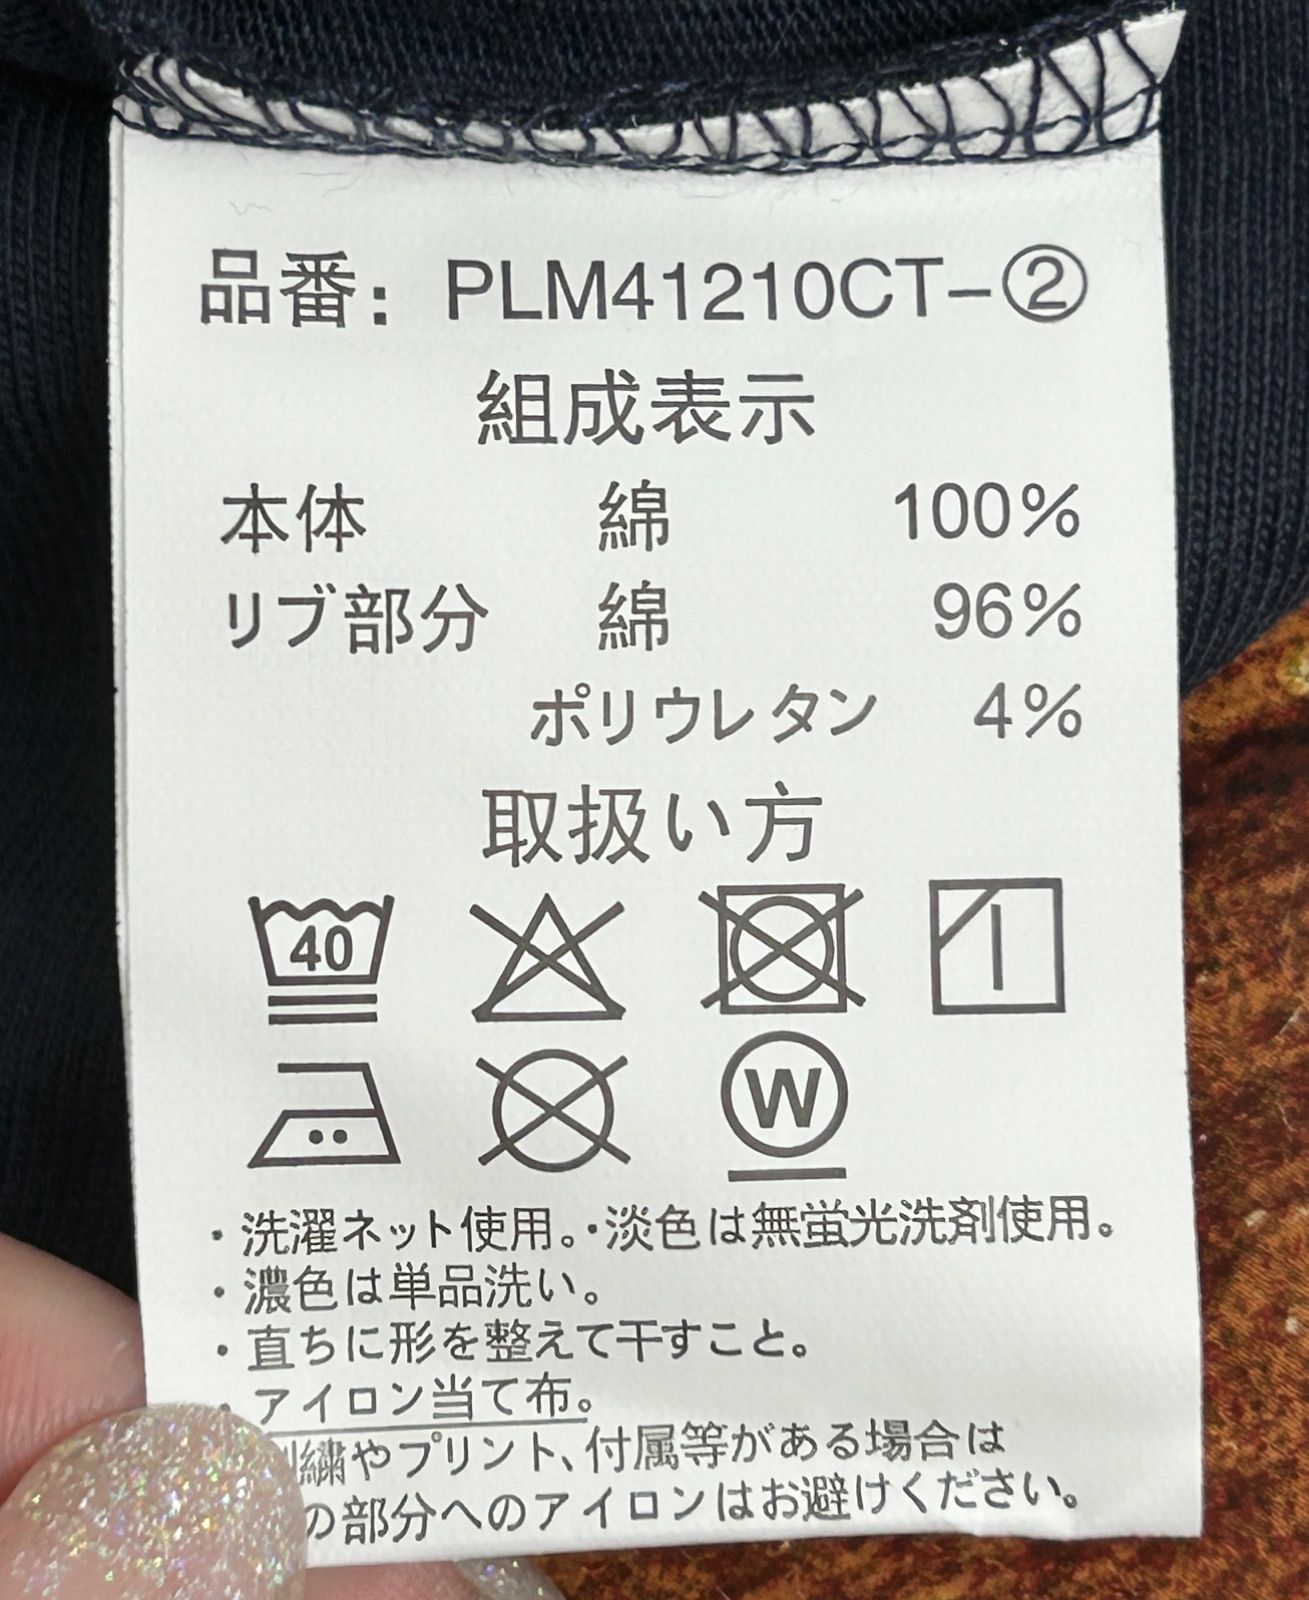 品番: PLM41210CT-②
組成表示
本体 綿 100%
リブ部分 綿 96%
ポリウレタン 4%
取扱い方
40
W
・洗濯ネット使用。・淡色は無蛍光洗剤使用。
・濃色は単品洗い。
・直ちに形を整えて干すこと。
・アイロン当て布。
繍やプリント、付属等がある場合は
の部分へのアイロンはお避けください。